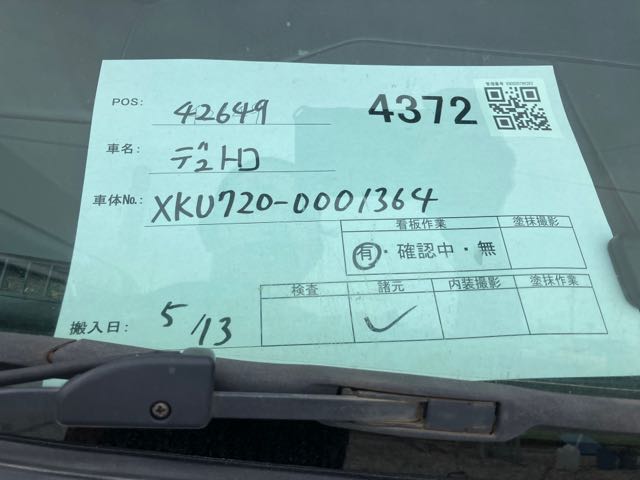 POS: 42649 4372
車名: デュトロ
車体No.: XKU720-0001364
看板作業 塗抹撮影
有・確認中・無
検査 諸元 内装撮影 塗抹作業
搬入日: 5/13 ✓